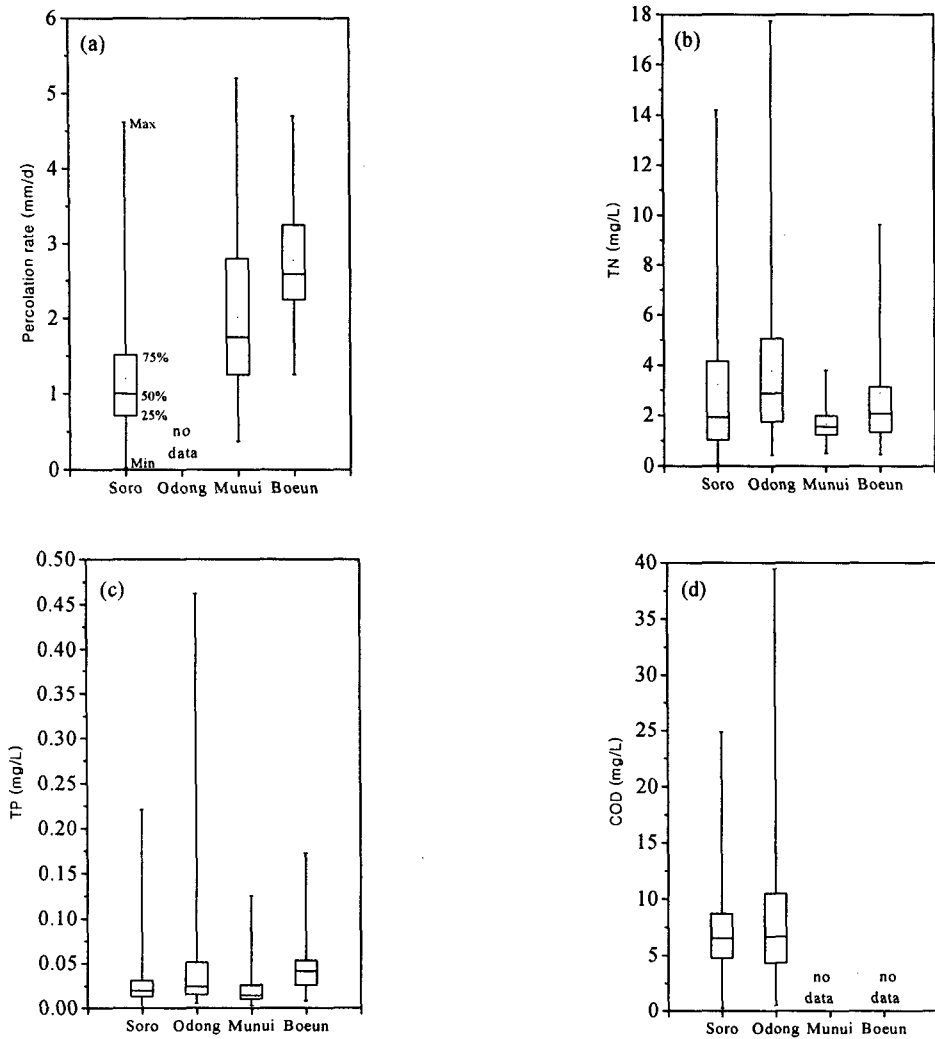 (a)
Percolation rate (mm/d)
6
5
4
3
2
1
0
Max
75%
50%
25%
Min
no
data
Soro Odong Munui Boeun
(b)
TN (mg/L)
18
16
14
12
10
8
6
4
2
0
Soro Odong Munui Boeun
(c)
TP (mg/L)
0.50
0.45
0.40
0.35
0.30
0.25
0.20
0.15
0.10
0.05
0.00
Soro Odong Munui Boeun
(d)
COD (mg/L)
40
35
30
25
20
15
10
5
0
no
data
no
data
Soro Odong Munui Boeun